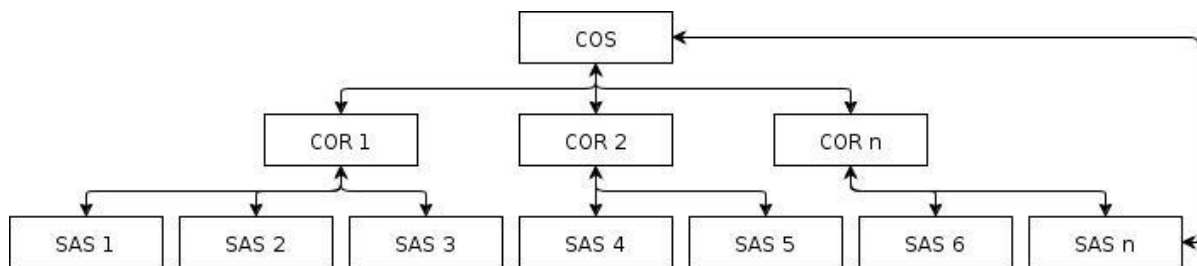 COS
COR 1
COR 2
COR n
SAS 1
SAS 2
SAS 3
SAS 4
SAS 5
SAS 6
SAS n